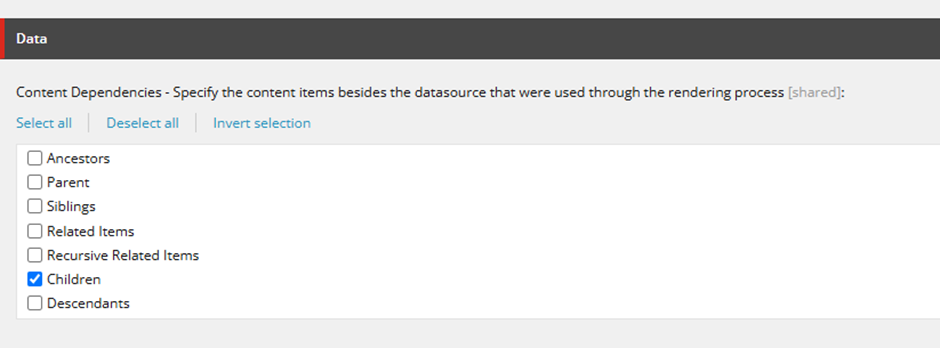 Data
Content Dependencies - Specify the content items besides the datasource that were used through the rendering process [shared]:
Select all Deselect all Invert selection
Ancestors
Parent
Siblings
Related Items
Recursive Related Items
Children
Descendants